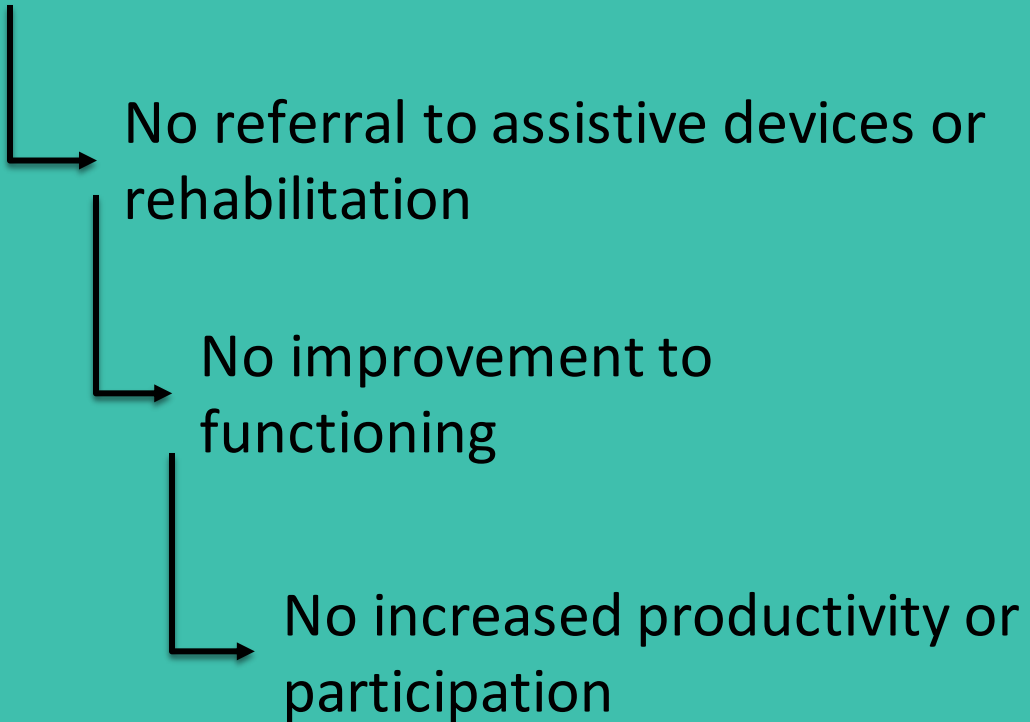 No referral to assistive devices or
rehabilitation
No improvement to
functioning
No increased productivity or
participation